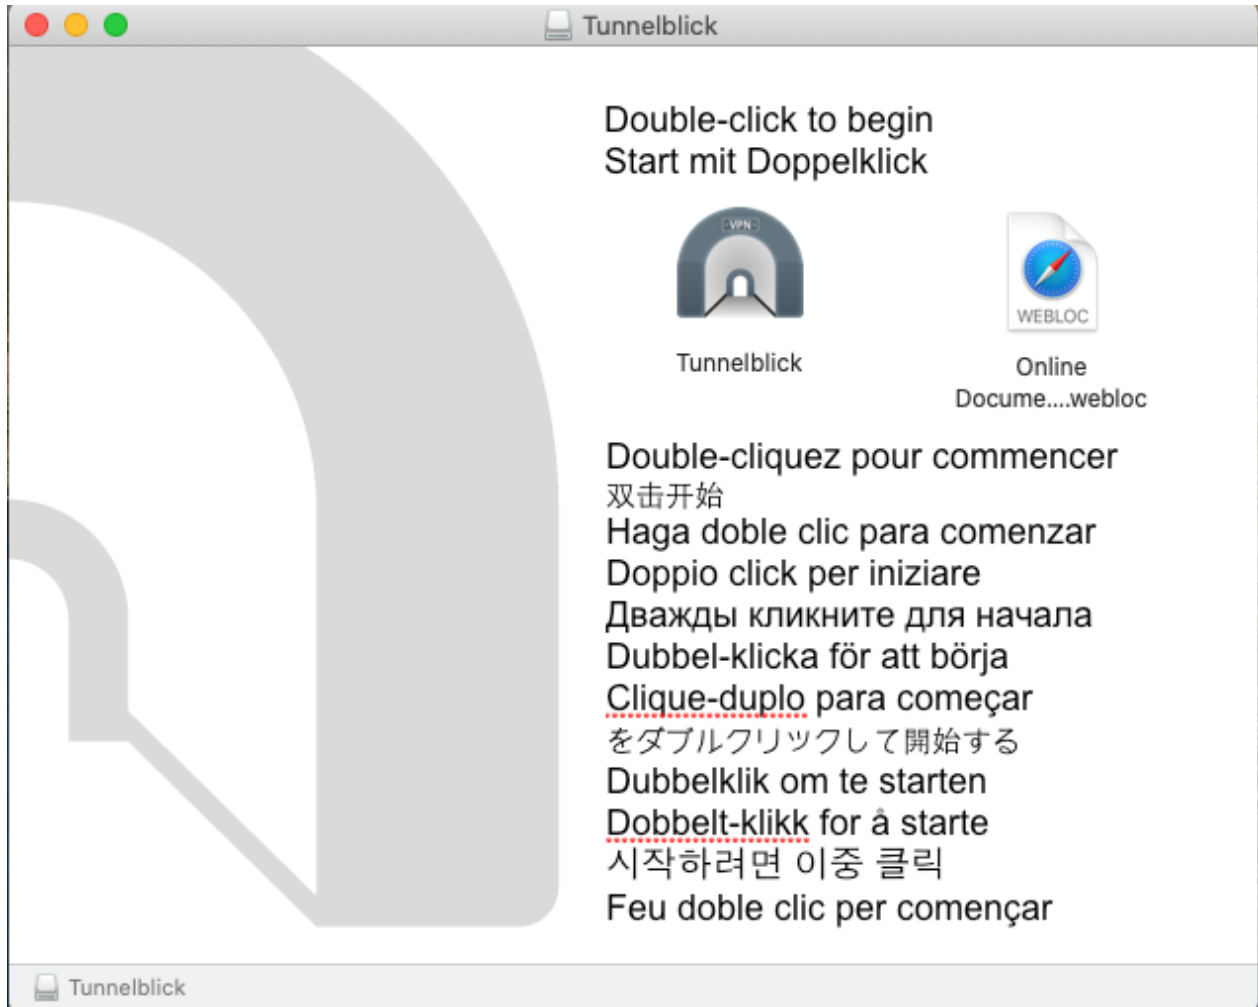 Tunnelblick
Double-click to begin
Start mit Doppelklick
VPN
WEBLOC
Tunnelblick
Online
Docume....webloc
Double-cliquez pour commencer
双击开始
Haga doble clic para comenzar
Doppio click per iniziare
Дважды кликните для начала
Dubbel-klicka för att börja
Clique-duplo para começar
をダブルクリックして開始する
Dubbelklik om te starten
Dobbelt-klikk for å starte
시작하려면 이중 클릭
Feu doble clic per començar
Tunnelblick